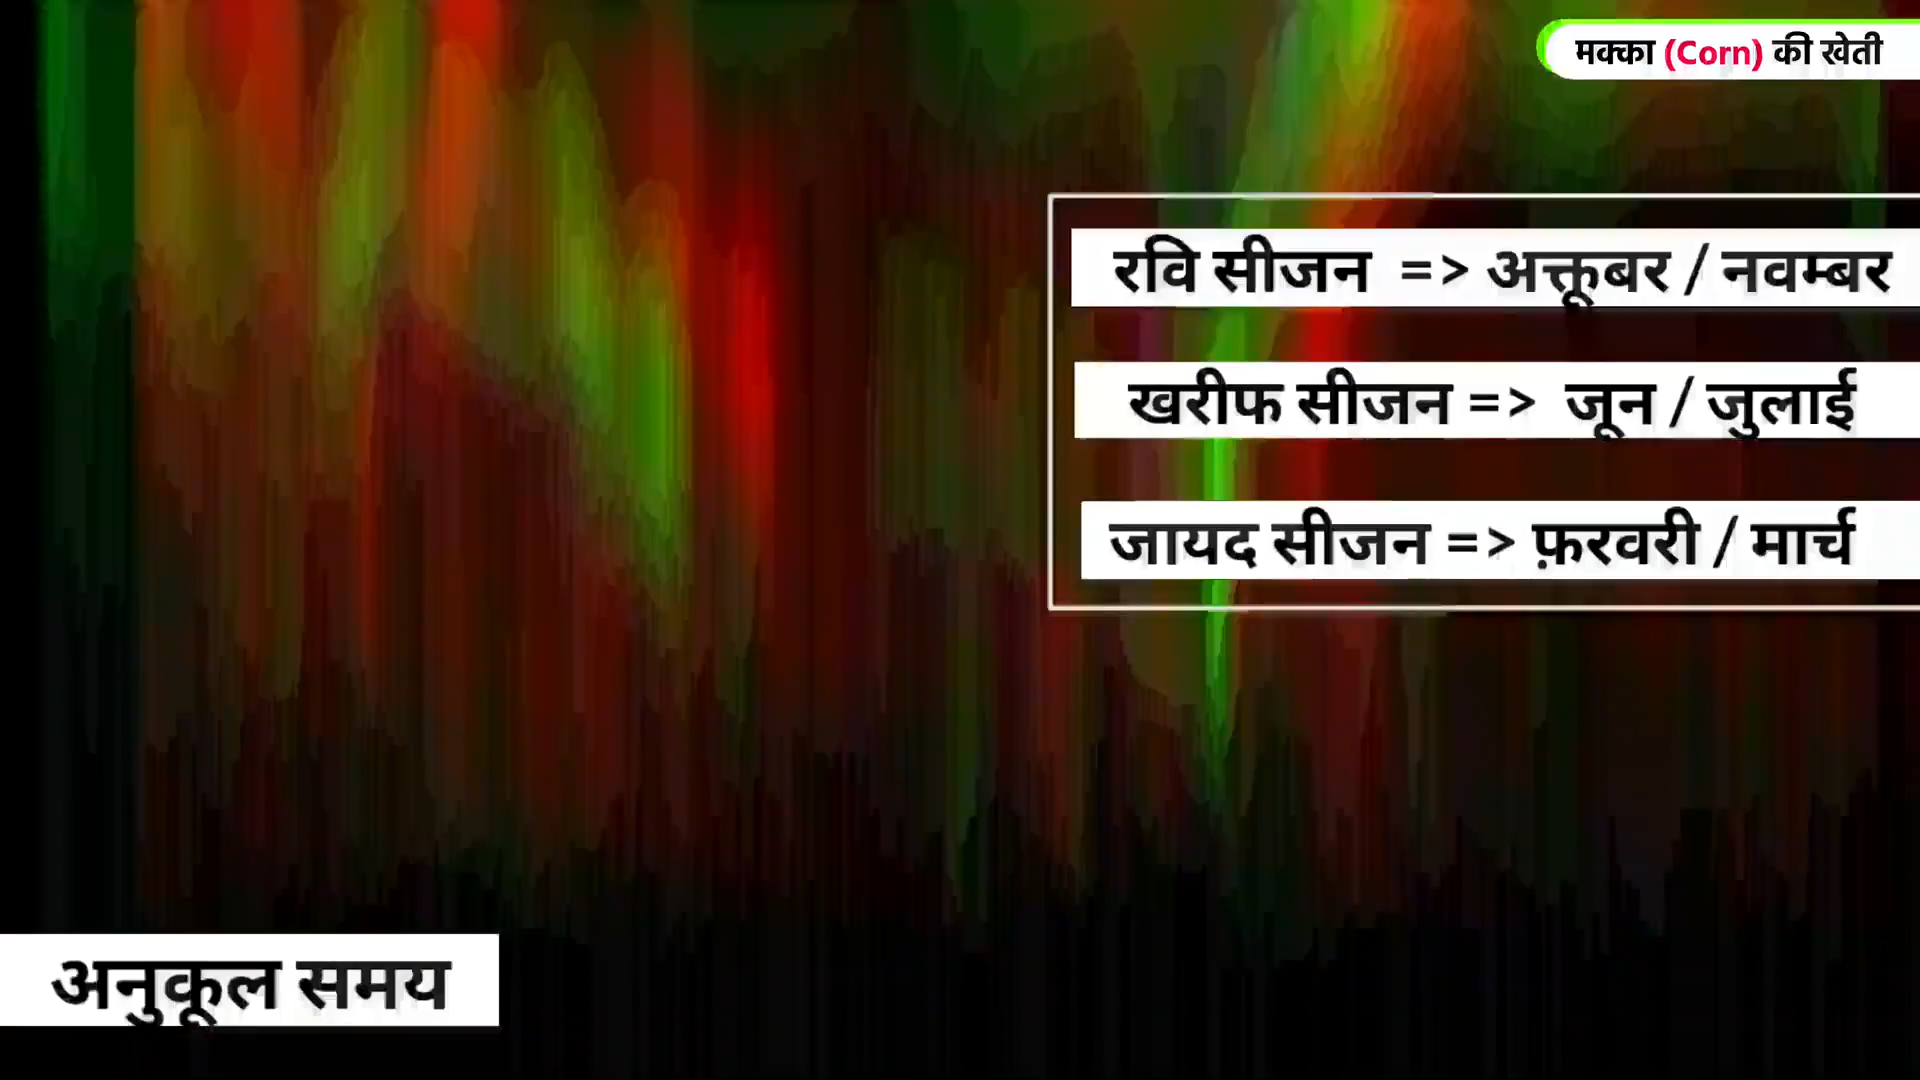 मक्का (Corn) की खेती
रवि सीजन => अक्तूबर / नवम्बर
खरीफ सीजन => जून / जुलाई
जायद सीजन => फ़रवरी / मार्च
अनुकूल समय